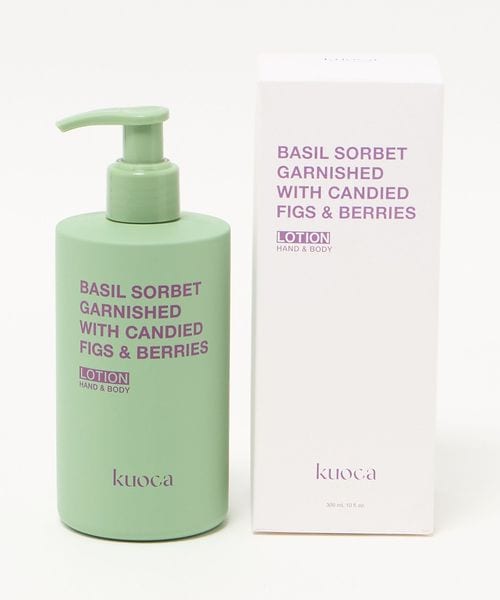 BASIL SORBET
GARNISHED
WITH CANDIED
FIGS & BERRIES
LOTION
HAND & BODY
kuoca
kuoca
BASIL SORBET
GARNISHED
WITH CANDIED
FIGS & BERRIES
LOTION
HAND & BODY
kuoca
300 ml, 10 fl oz